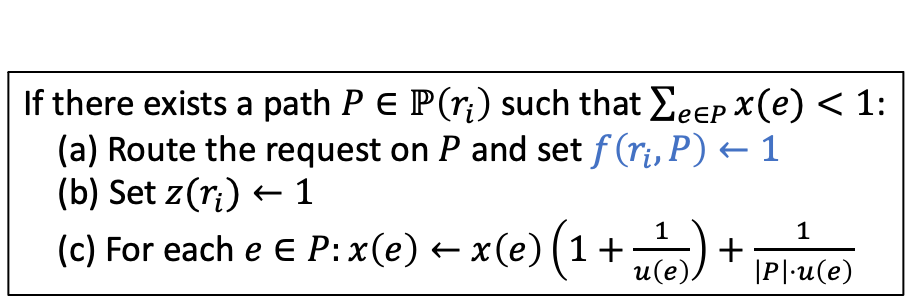 If there exists a path P ∈ ℙ(rᵢ) such that ∑ₑ∈P x(e) < 1:
(a) Route the request on P and set f(rᵢ, P) ← 1
(b) Set z(rᵢ) ← 1
(c) For each e ∈ P: x(e) ← x(e) (1 + 1/u(e)) + 1/(|P|·u(e))